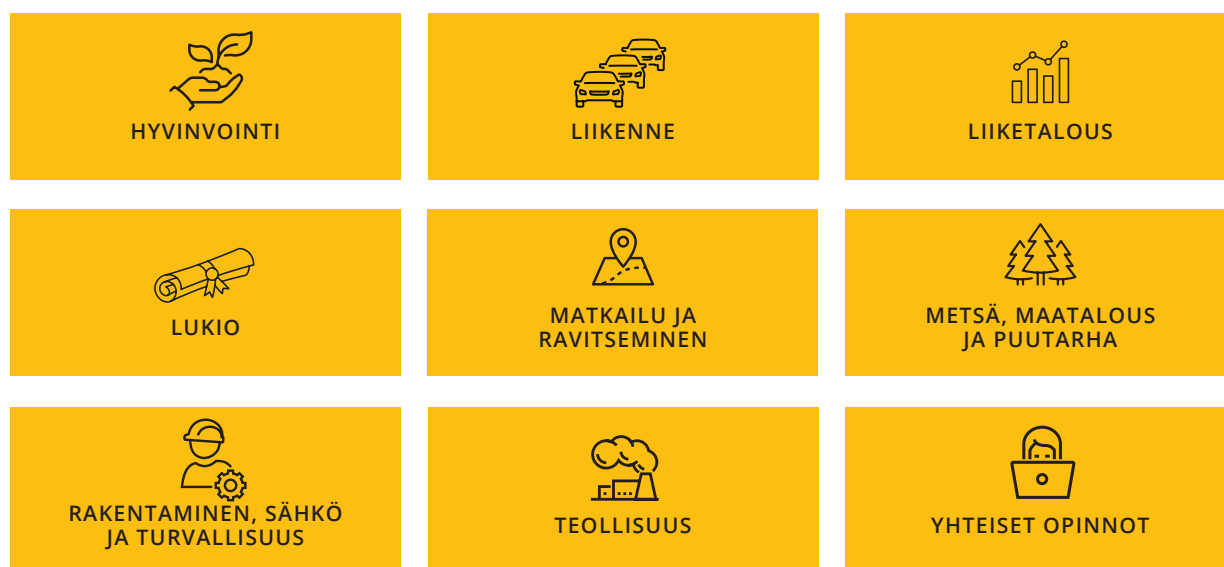 HYVINVOINTI
LIIKENNE
LIIKETALOUS
LUKIO
MATKAILU JA
RAVITSEMINEN
METSÄ, MAATALOUS
JA PUUTARHA
RAKENTAMINEN, SÄHKÖ
JA TURVALLISUUS
TEOLLISUUS
YHTEISET OPINNOT